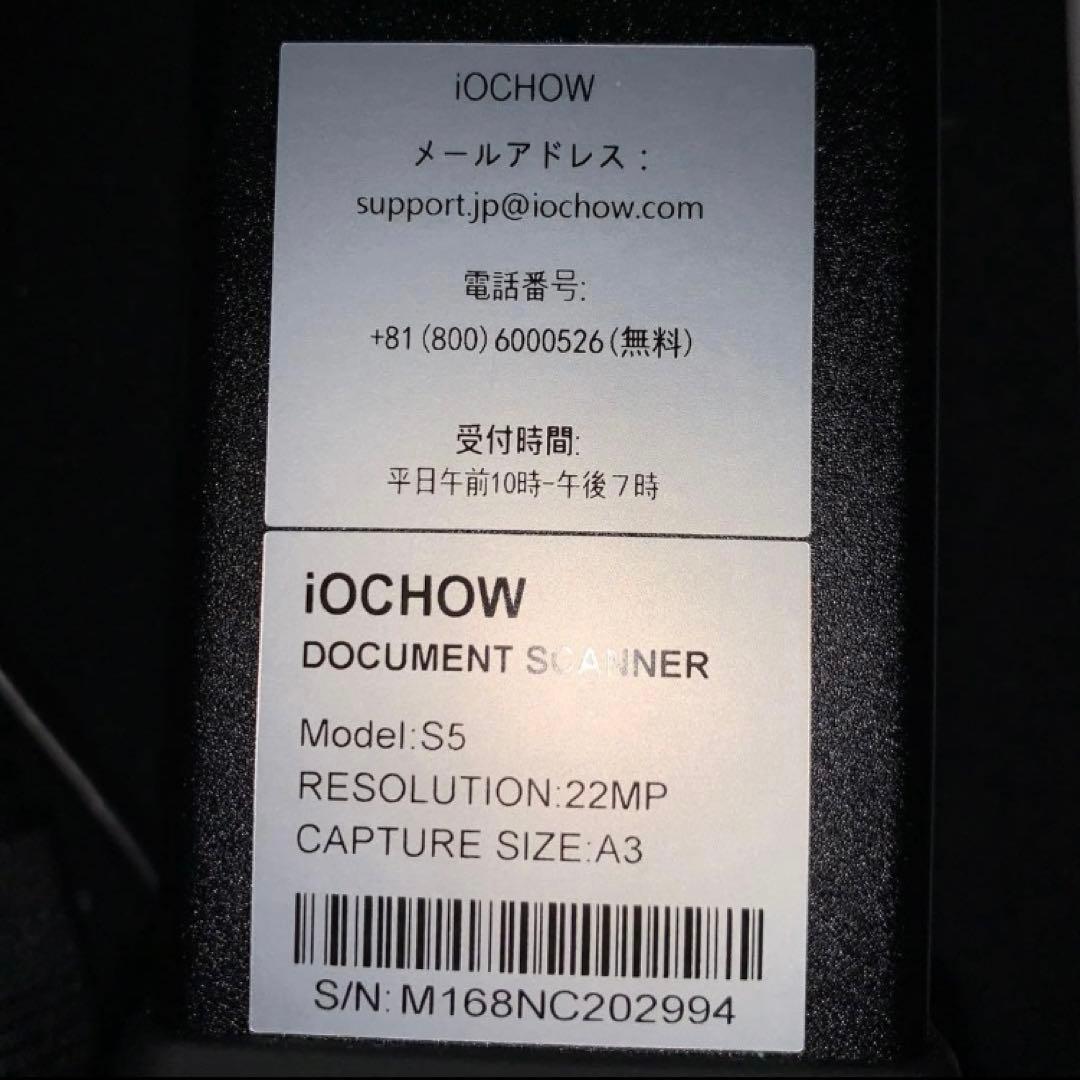 iOCHOW
メールアドレス：
support.jp@iochow.com
電話番号:
+81(800)6000526(無料)
受付時間:
平日午前10時-午後7時
iOCHOW
DOCUMENT SCANNER
Model:S5
RESOLUTION:22MP
CAPTURE SIZE:A3
S/N:M168NC202994